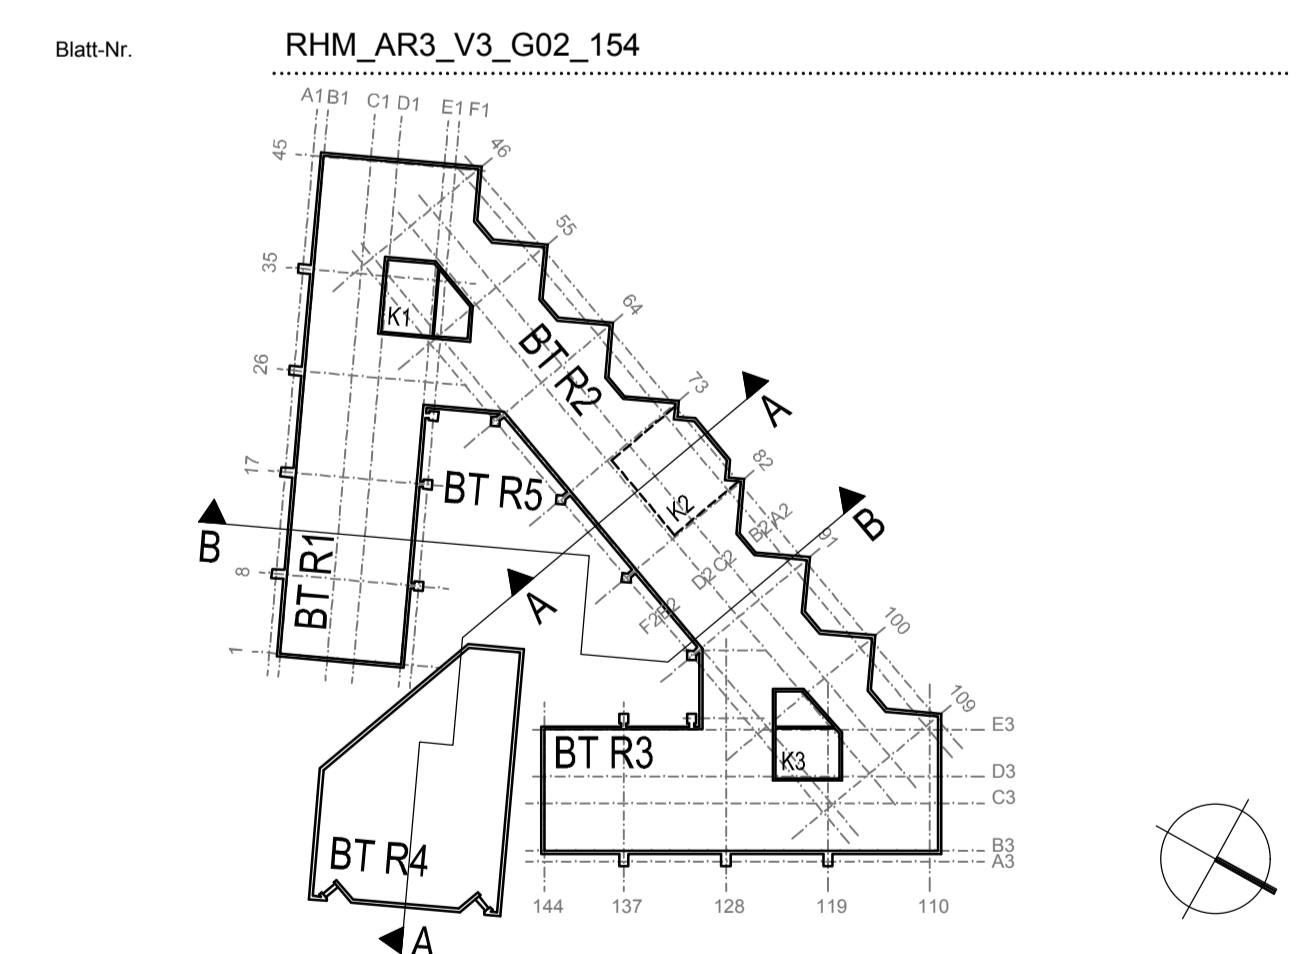 Blatt-Nr. RHM_AR3_V3_G02_154
A1 B1 C1 D1 E1 F1
45
46
55
35
K1
64
26
BT R2
73
A
17
BT R5
82
K2
B
B
B2 A2
91
8
BT R1
D2 C2
A
F2 E2
100
1
109
E3
BT R3
K3
D3
C3
BT R4
B3
A3
144 137 128 119 110
A